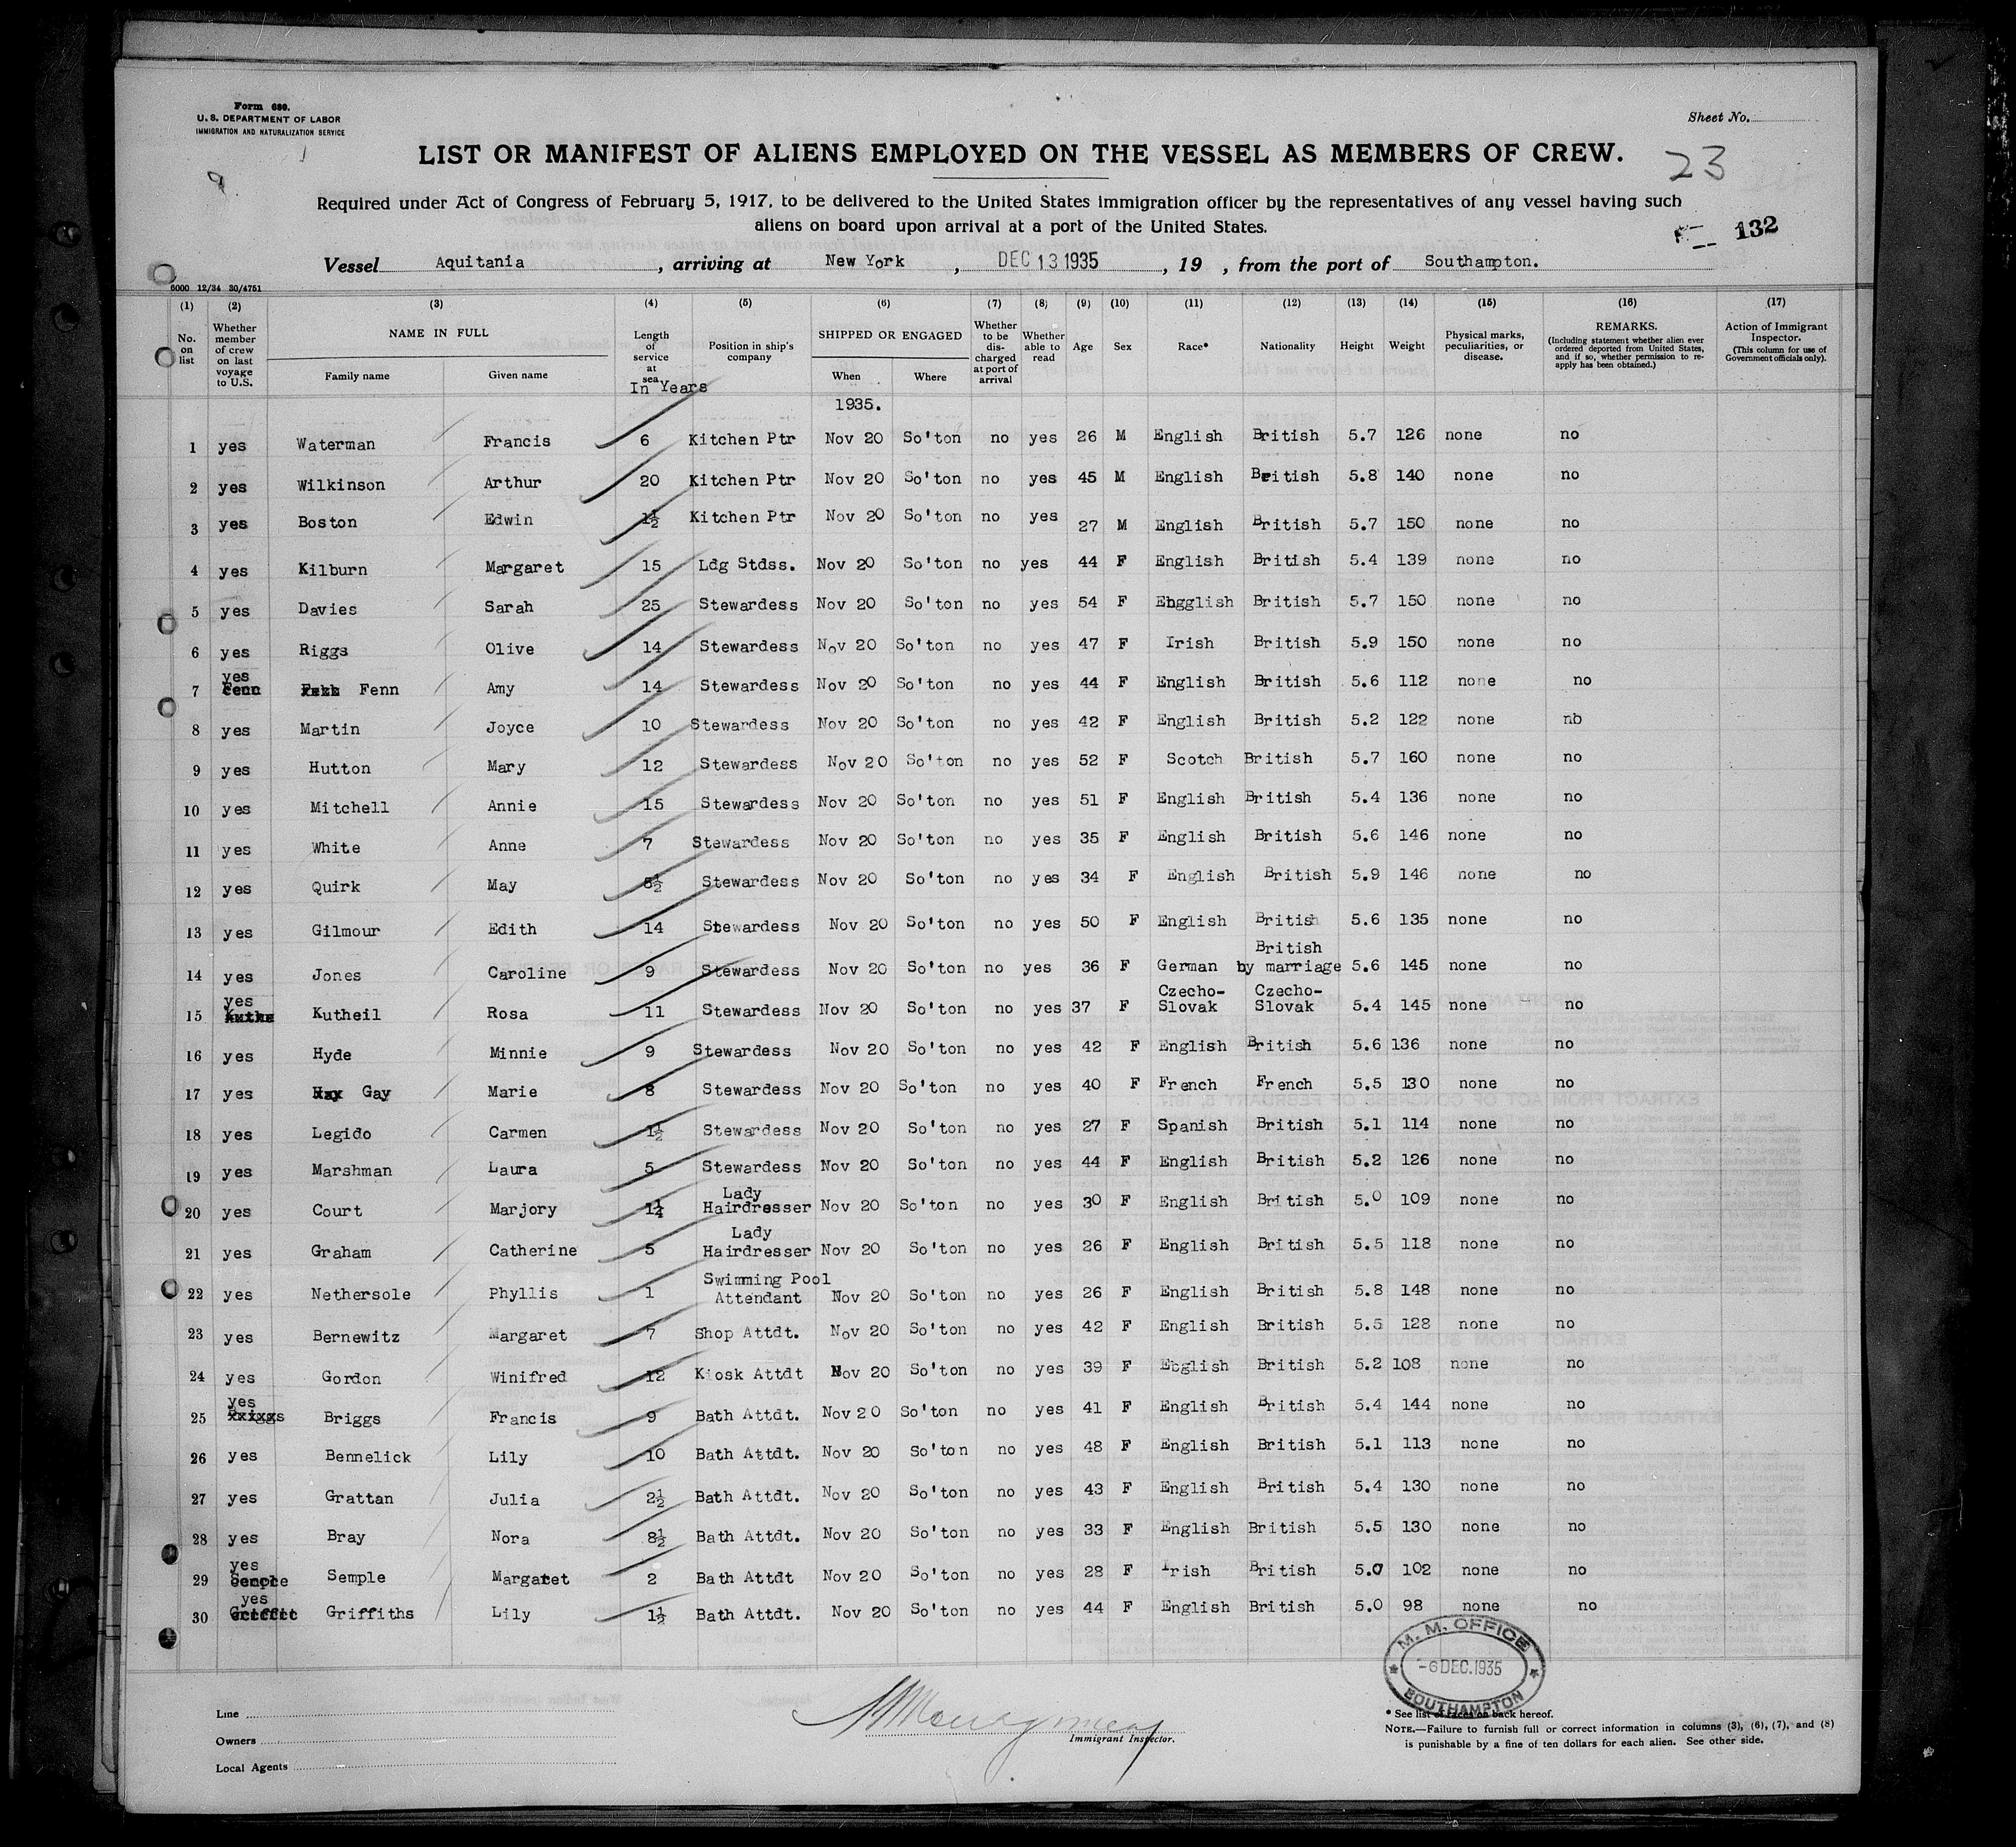 Form 680.
U. S. DEPARTMENT OF LABOR
IMMIGRATION AND NATURALIZATION SERVICE
Sheet No.
LIST OR MANIFEST OF ALIENS EMPLOYED ON THE VESSEL AS MEMBERS OF CREW.
23
Required under Act of Congress of February 5, 1917, to be delivered to the United States immigration officer by the representatives of any vessel having such
aliens on board upon arrival at a port of the United States.
132
Vessel Aquitania, arriving at New York, DEC 13 1935, 19 , from the port of Southampton.
6000 12/34 30/4751
(1) (2) (3) (4) (5) (6) (7) (8) (9) (10) (11) (12) (13) (14) (15) (16) (17)
No. on list Whether member of crew on last voyage to U.S. NAME IN FULL Family name Given name Length of service at sea In Years Position in ship's company SHIPPED OR ENGAGED When Where Whether to be discharged at port of arrival Whether able to read Age Sex Race* Nationality Height Weight Physical marks, peculiarities, or disease. REMARKS. (Including statement whether alien ever ordered deported from United States, and if so, whether permission to reapply has been obtained.) Action of Immigrant Inspector. (This column for use of Government officials only).
1935.
1 yes Waterman Francis 6 Kitchen Ptr Nov 20 So'ton no yes 26 M English British 5.7 126 none no
2 yes Wilkinson Arthur 20 Kitchen Ptr Nov 20 So'ton no yes 45 M English British 5.8 140 none no
3 yes Boston Edwin 1½ Kitchen Ptr Nov 20 So'ton no yes 27 M English British 5.7 150 none no
4 yes Kilburn Margaret 15 Ldg Stdss. Nov 20 So'ton no yes 44 F English British 5.4 139 none no
5 yes Davies Sarah 25 Stewardess Nov 20 So'ton no yes 54 F Ehgglish British 5.7 150 none no
6 yes Riggs Olive 14 Stewardess Nov 20 So'ton no yes 47 F Irish British 5.9 150 none no
7 yes Fenn Amy 14 Stewardess Nov 20 So'ton no yes 44 F English British 5.6 112 none no
8 yes Martin Joyce 10 Stewardess Nov 20 So'ton no yes 42 F English British 5.2 122 none nb
9 yes Hutton Mary 12 Stewardess Nov 20 So'ton no yes 52 F Scotch British 5.7 160 none no
10 yes Mitchell Annie 15 Stewardess Nov 20 So'ton no yes 51 F English British 5.4 136 none no
11 yes White Anne 7 Stewardess Nov 20 So'ton no yes 35 F English British 5.6 146 none no
12 yes Quirk May 8½ Stewardess Nov 20 So'ton no yes 34 F English British 5.9 146 none no
13 yes Gilmour Edith 14 Stewardess Nov 20 So'ton no yes 50 F English British 5.6 135 none no
14 yes Jones Caroline 9 Stewardess Nov 20 So'ton no yes 36 F German British by marriage 5.6 145 none no
15 yes Kutheil Rosa 11 Stewardess Nov 20 So'ton no yes 37 F Czecho-Slovak Czecho-Slovak 5.4 145 none no
16 yes Hyde Minnie 9 Stewardess Nov 20 So'ton no yes 42 F English British 5.6 136 none no
17 yes Gay Marie 8 Stewardess Nov 20 So'ton no yes 40 F French French 5.5 130 none no
18 yes Legido Carmen 1½ Stewardess Nov 20 So'ton no yes 27 F Spanish British 5.1 114 none no
19 yes Marshman Laura 5 Stewardess Nov 20 So'ton no yes 44 F English British 5.2 126 none no
20 yes Court Marjory 1¼ Lady Hairdresser Nov 20 So'ton no yes 30 F English British 5.0 109 none no
21 yes Graham Catherine 5 Lady Hairdresser Nov 20 So'ton no yes 26 F English British 5.5 118 none no
22 yes Nethersole Phyllis 1 Swimming Pool Attendant Nov 20 So'ton no yes 26 F English British 5.8 148 none no
23 yes Bernewitz Margaret 7 Shop Attdt. Nov 20 So'ton no yes 42 F English British 5.5 128 none no
24 yes Gordon Winifred 12 Kiosk Attdt Nov 20 So'ton no yes 39 F English British 5.2 108 none no
25 yes Briggs Francis 9 Bath Attdt. Nov 20 So'ton no yes 41 F English British 5.4 144 none no
26 yes Bennelick Lily 10 Bath Attdt. Nov 20 So'ton no yes 48 F English British 5.1 113 none no
27 yes Grattan Julia 2½ Bath Attdt. Nov 20 So'ton no yes 43 F English British 5.4 130 none no
28 yes Bray Nora 8½ Bath Attdt. Nov 20 So'ton no yes 33 F English British 5.5 130 none no
29 yes Semple Margaret 2 Bath Attdt Nov 20 So'ton no yes 28 F Irish British 5.0 102 none no
30 yes Griffiths Lily 1½ Bath Attdt. Nov 20 So'ton no yes 44 F English British 5.0 98 none no
M. M. OFFICE
-6 DEC. 1935
SOUTHAMPTON
Line
Owners
Local Agents
Immigrant Inspector.
* See list of races on back hereof.
NOTE.—Failure to furnish full or correct information in columns (3), (6), (7), and (8)
is punishable by a fine of ten dollars for each alien. See other side.